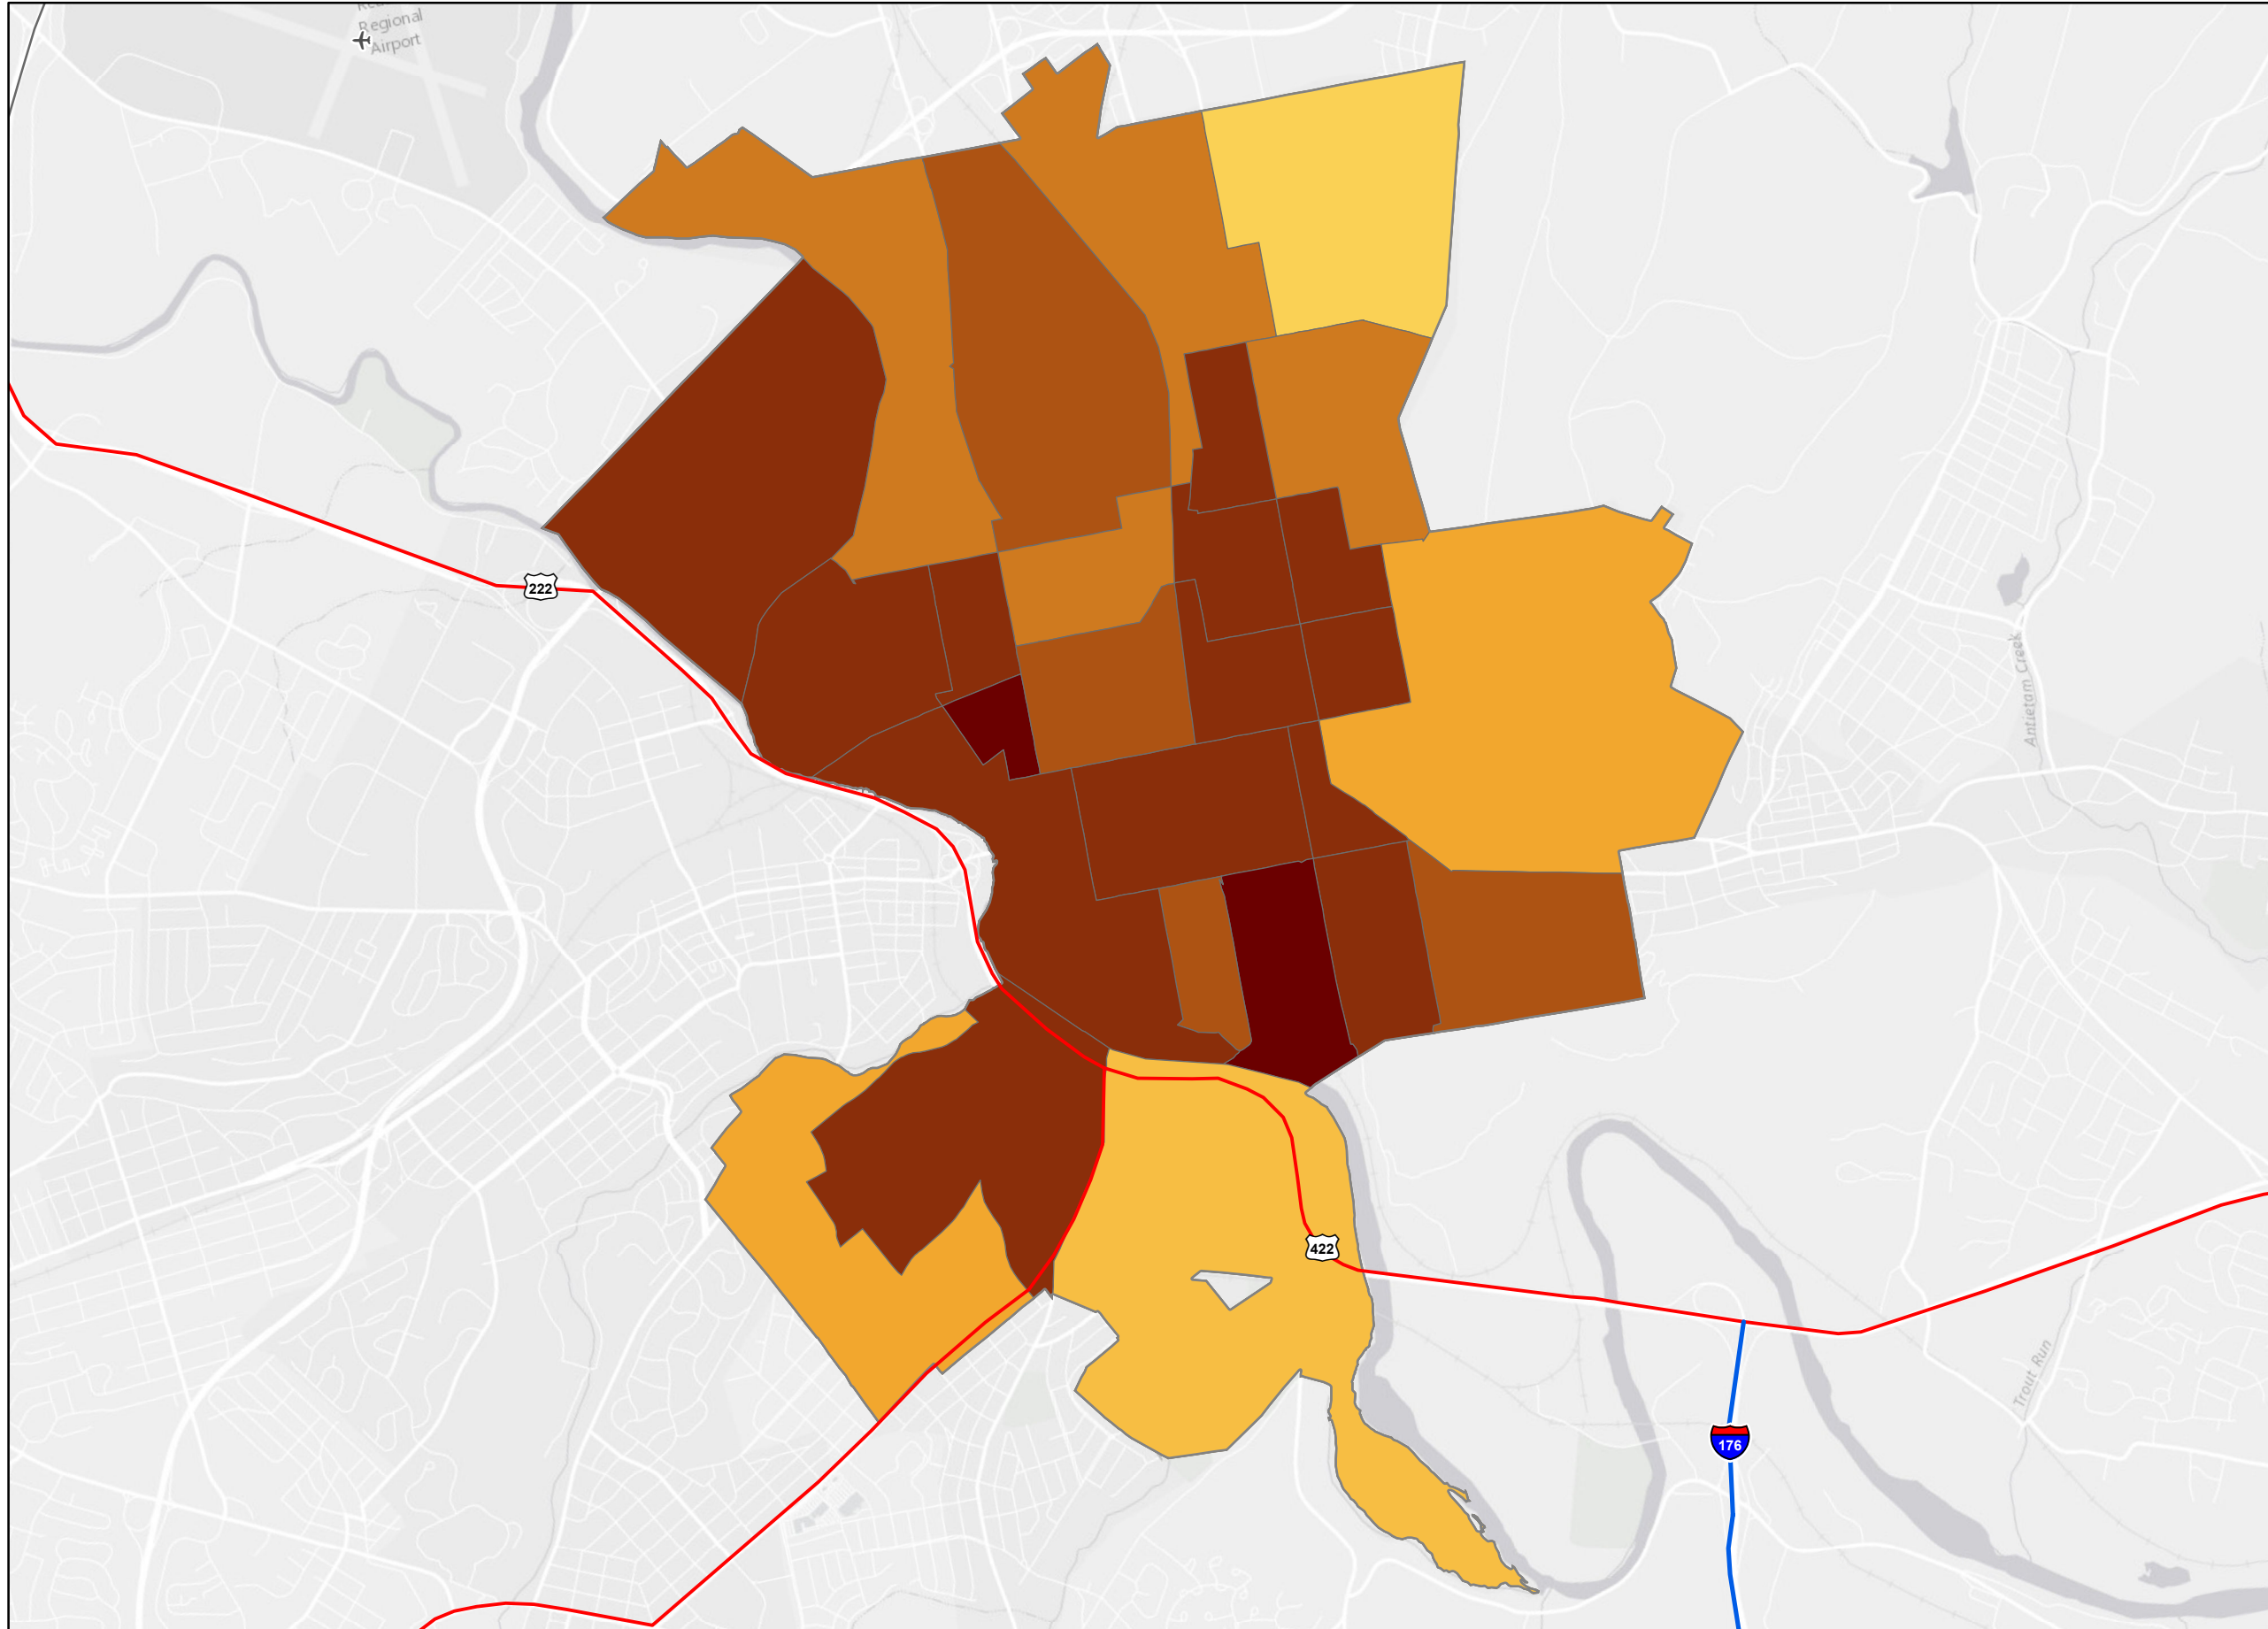 Regional
Airport
222
Antietam Creek
422
Trout Run
176